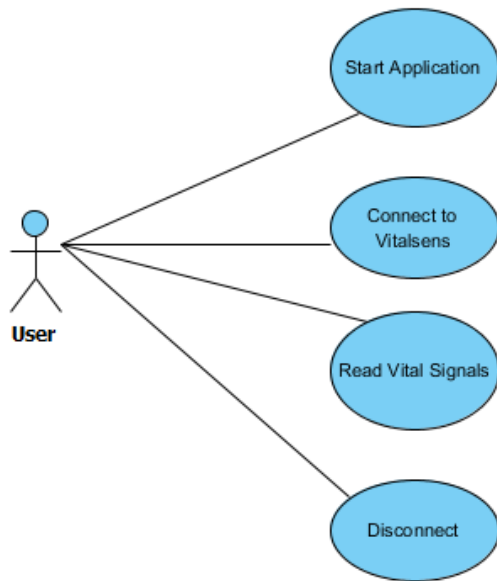 Start Application
Connect to
Vitalsens
User
Read Vital Signals
Disconnect